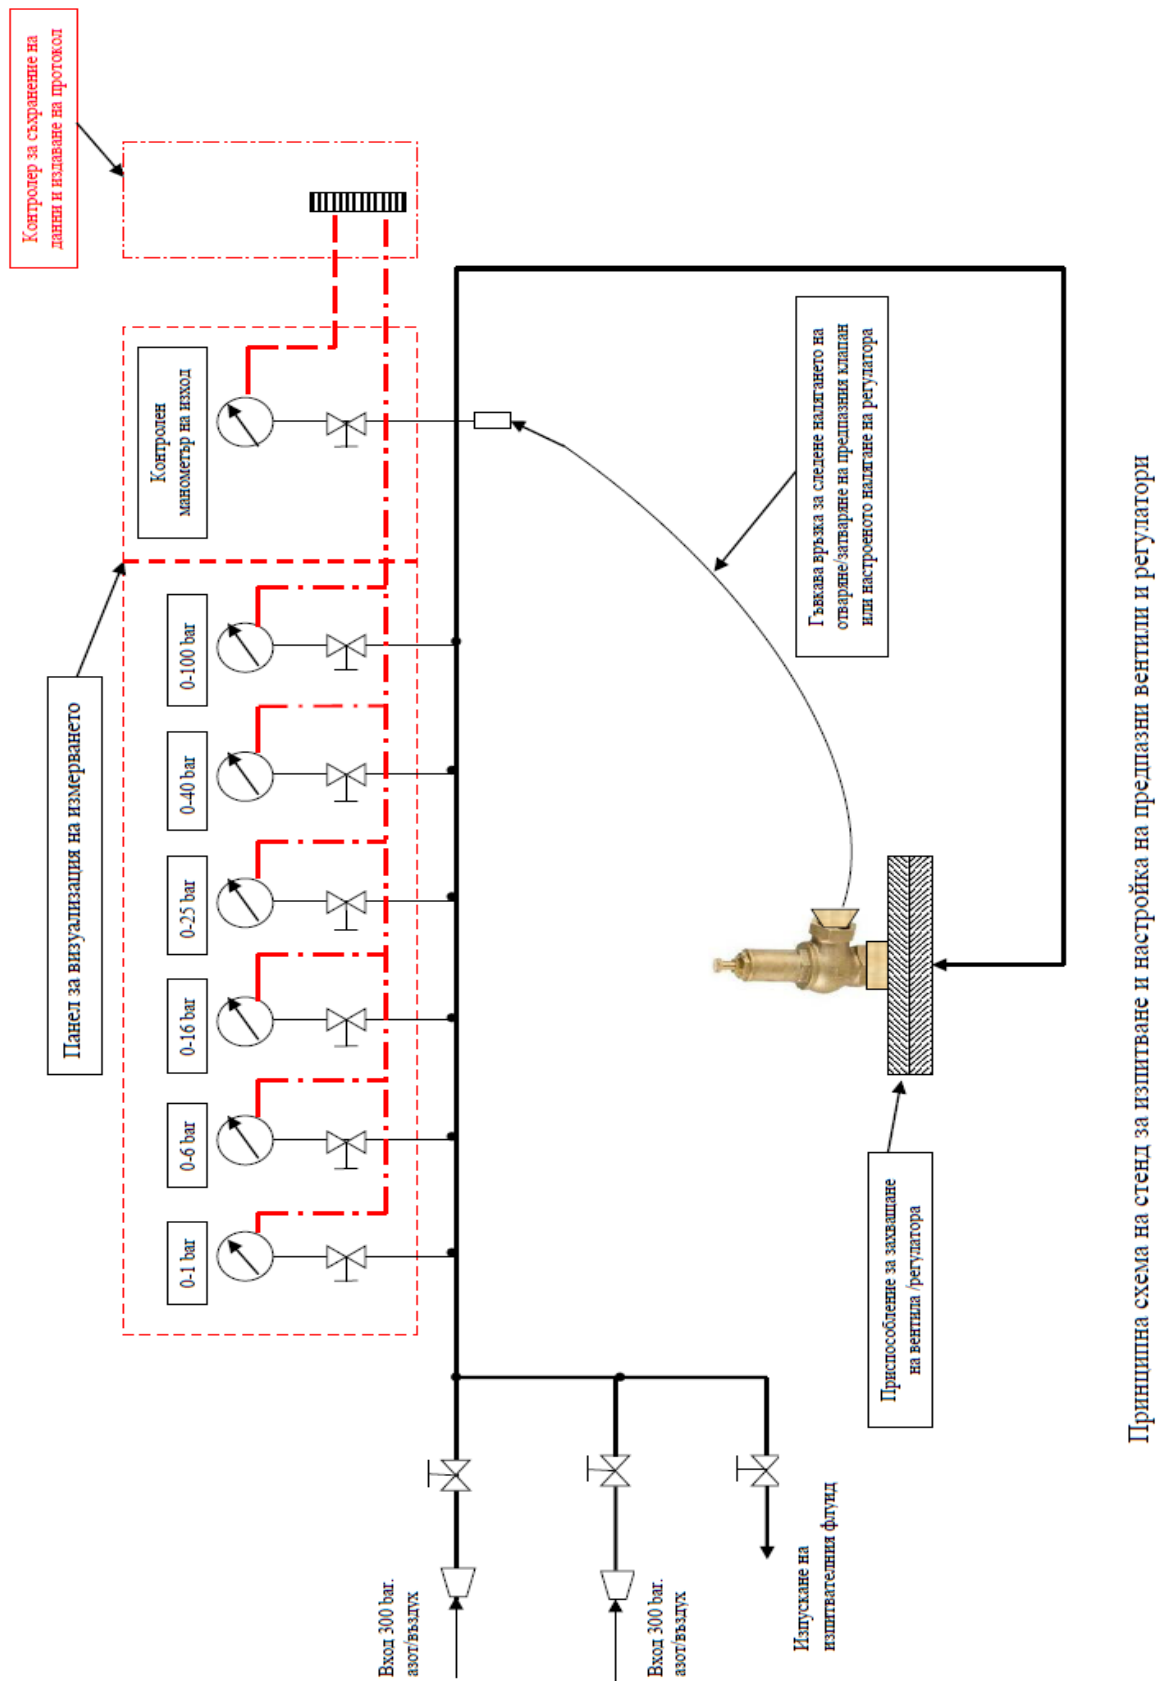 Контролер за съхранение на
данни и издаване на протокол
Панел за визуализация на измерването
0-1 bar
0-6 bar
0-16 bar
0-25 bar
0-40 bar
0-100 bar
Контролен
манометър на изход
Вход 300 bar.
азот/въздух
Вход 300 bar.
азот/въздух
Изпускане на
изпитвателния флуид
Приспособление за захващане
на вентила /регулатора
Гъвкава връзка за следене налягането на
отваряне/затваряне на предпазния клапан
или настроеното налягане на регулатора
Принципна схема на стенд за изпитване и настройка на предпазни вентили и регулатори